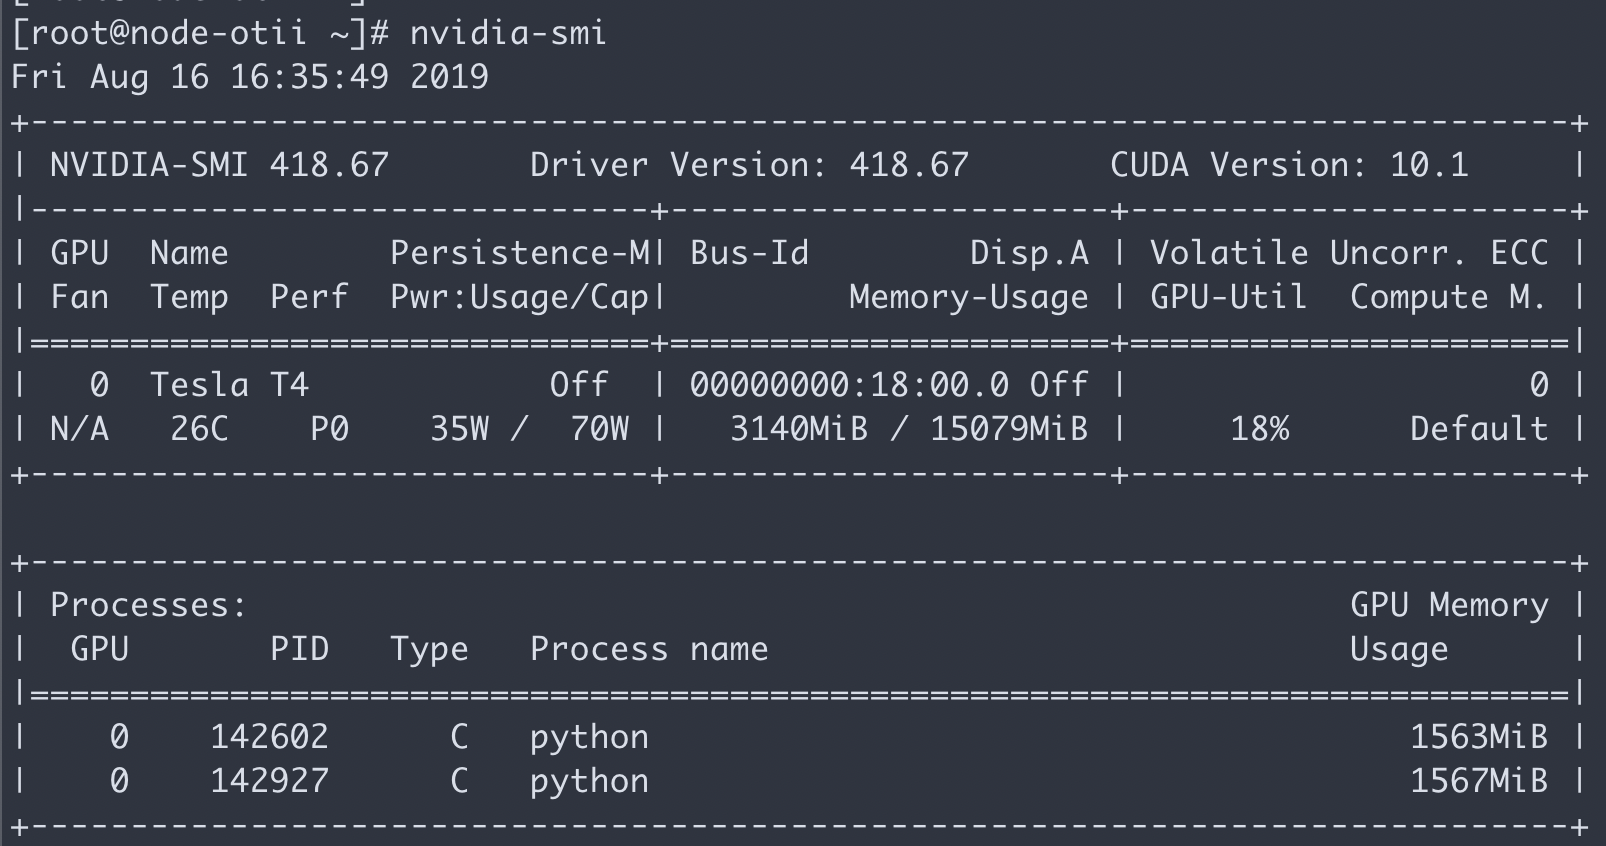 [root@node-otii ~]# nvidia-smi
Fri Aug 16 16:35:49 2019
+-----------------------------------------------------------------------------+
| NVIDIA-SMI 418.67       Driver Version: 418.67       CUDA Version: 10.1     |
|-------------------------------+----------------------+----------------------+
| GPU  Name        Persistence-M| Bus-Id        Disp.A | Volatile Uncorr. ECC |
| Fan  Temp  Perf  Pwr:Usage/Cap|         Memory-Usage | GPU-Util  Compute M. |
|===============================+======================+======================|
|   0  Tesla T4            Off  | 00000000:18:00.0 Off |                    0 |
| N/A   26C    P0    35W /  70W |   3140MiB / 15079MiB |     18%      Default |
+-------------------------------+----------------------+----------------------+
+-----------------------------------------------------------------------------+
| Processes:                                                       GPU Memory |
|  GPU       PID   Type   Process name                             Usage      |
|=============================================================================|
|    0    142602      C   python                                      1563MiB |
|    0    142927      C   python                                      1567MiB |
+-----------------------------------------------------------------------------+